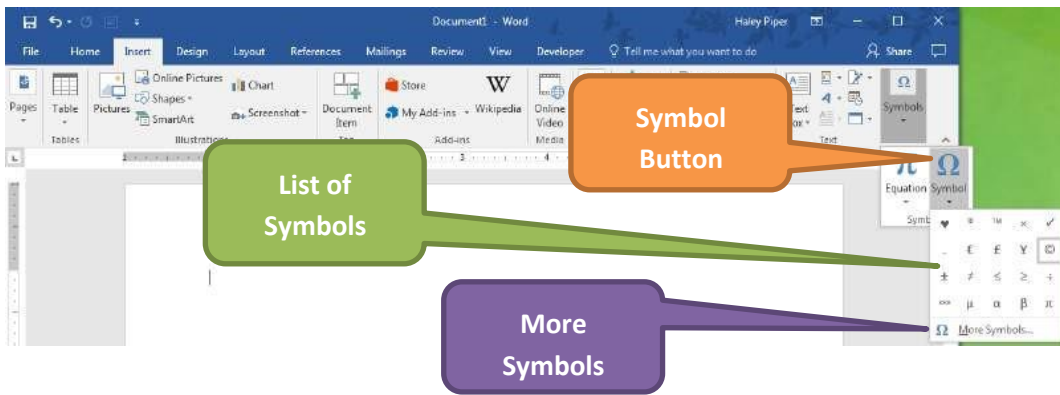 Document1 - Word
Haley Piper
File Home Insert Design Layout References Mailings Review View Developer Tell me what you want to do Share
Online Pictures
Shapes
SmartArt
Chart
Screenshot
Pages
Table
Pictures
Document
Item
Store
My Add-ins
Wikipedia
Online
Video
Text
Symbols
Tables
Illustrations
Add-ins
Media
Text
Symbol
Button
List of
Symbols
More
Symbols
π Ω
Equation Symbol
♥ ™ × ✓
€ £ ¥ ©
± ≠ ≤ ≥ ÷
∞ µ α β π
Ω More Symbols...